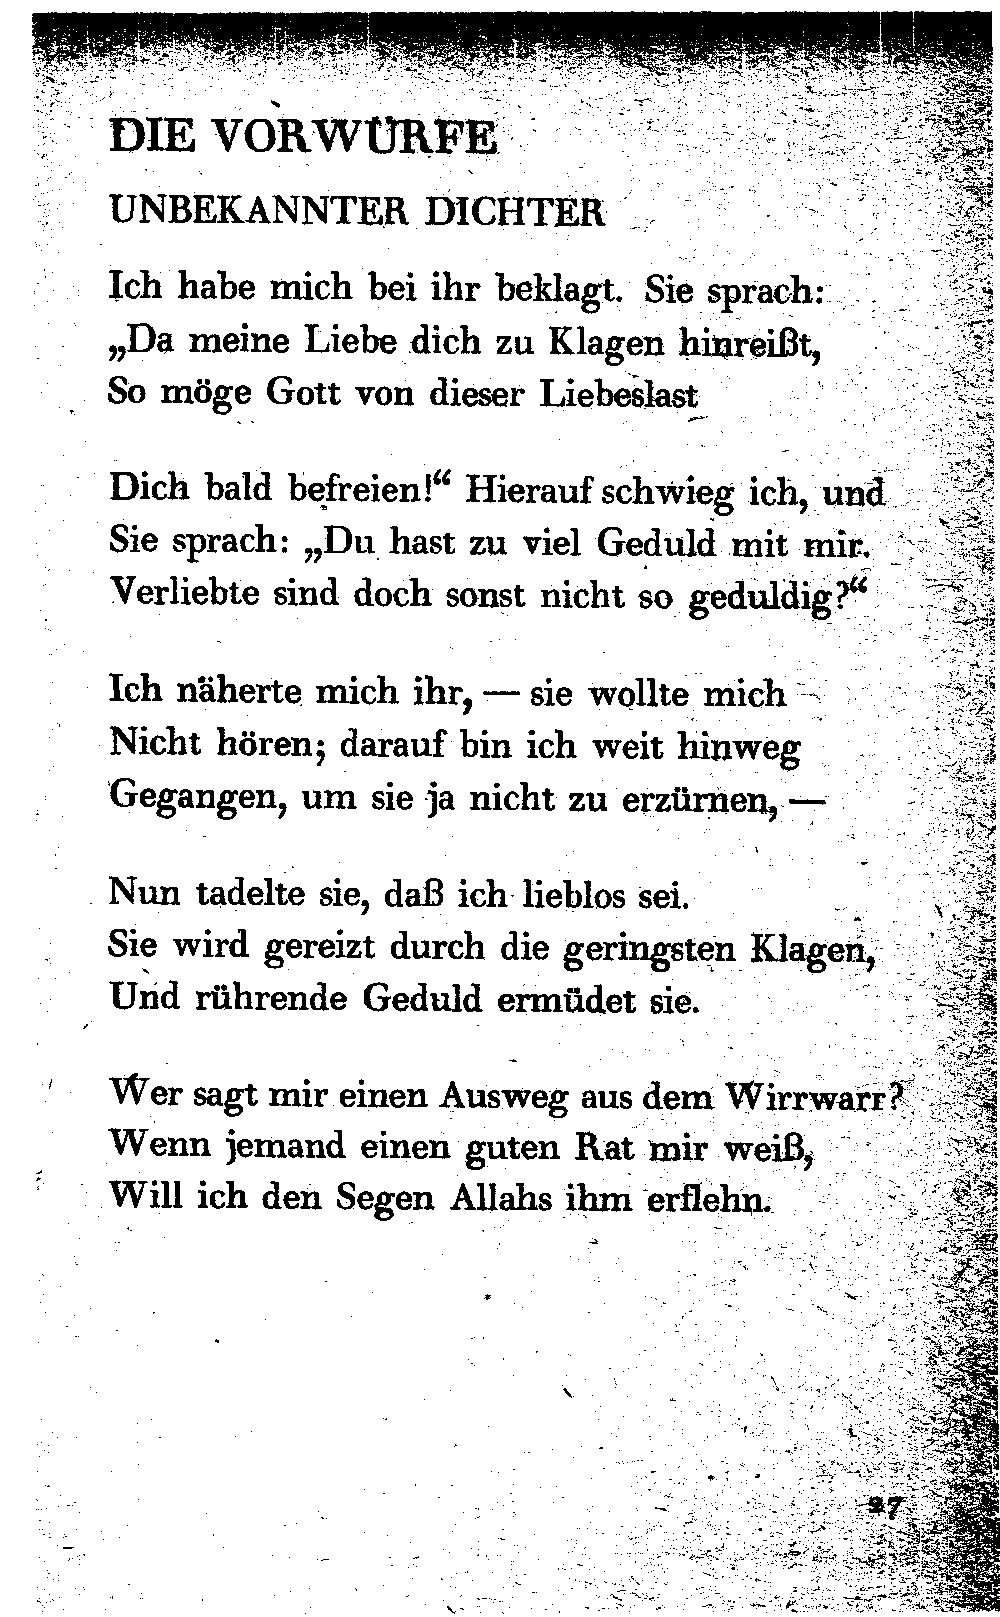 DIE VORWÜRFE
UNBEKANNTER DICHTER
Ich habe mich bei ihr beklagt. Sie sprach:
„Da meine Liebe dich zu Klagen hinreißt,
So möge Gott von dieser Liebeslast
Dich bald befreien!“ Hierauf schwieg ich, und
Sie sprach: „Du hast zu viel Geduld mit mir.
Verliebte sind doch sonst nicht so geduldig?“
Ich näherte mich ihr, — sie wollte mich
Nicht hören; darauf bin ich weit hinweg
Gegangen, um sie ja nicht zu erzürnen, —
Nun tadelte sie, daß ich lieblos sei.
Sie wird gereizt durch die geringsten Klagen,
Und rührende Geduld ermüdet sie.
Wer sagt mir einen Ausweg aus dem Wirrwarr?
Wenn jemand einen guten Rat mir weiß,
Will ich den Segen Allahs ihm erflehn.
27